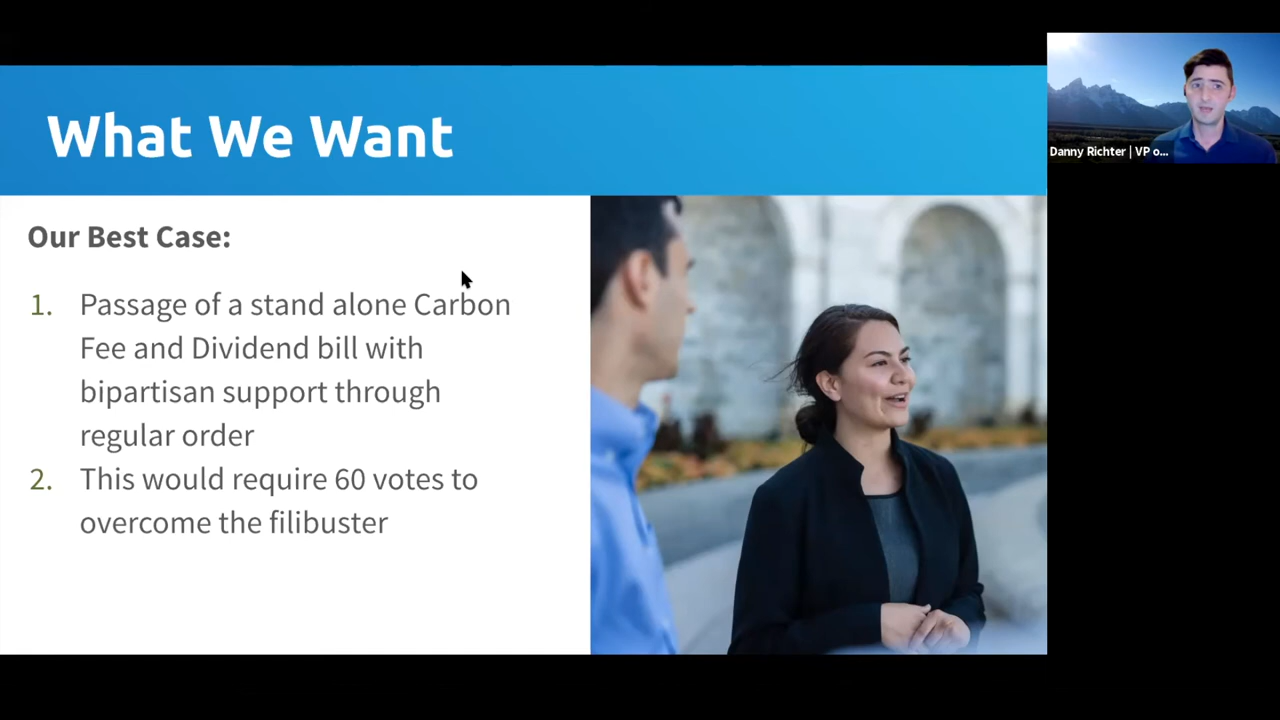 What We Want
Our Best Case:
1. Passage of a stand alone Carbon
Fee and Dividend bill with
bipartisan support through
regular order
2. This would require 60 votes to
overcome the filibuster
Danny Richter | VP o...